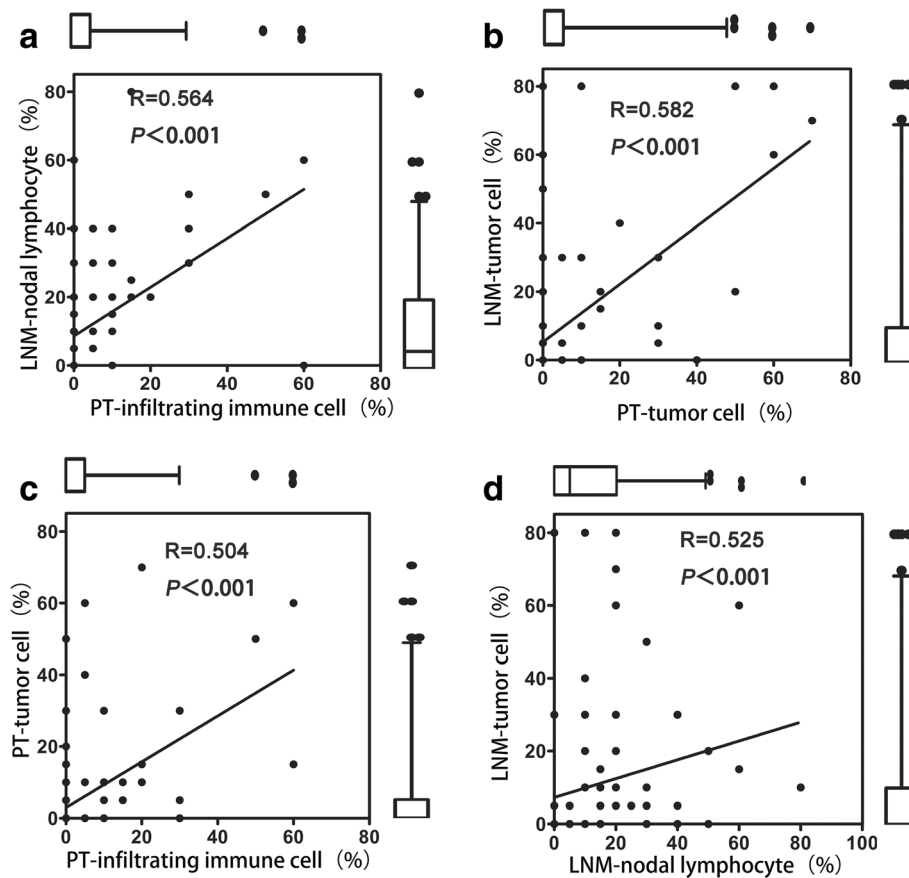 a
R=0.564
P<0.001
LNM-nodal lymphocyte (%)
80
60
40
20
0
0 20 40 60 80
PT-infiltrating immune cell (%)
b
R=0.582
P<0.001
LNM-tumor cell (%)
80
60
40
20
0
0 20 40 60 80
PT-tumor cell (%)
c
R=0.504
P<0.001
PT-tumor cell (%)
80
60
40
20
0
0 20 40 60 80
PT-infiltrating immune cell (%)
d
R=0.525
P<0.001
LNM-tumor cell (%)
80
60
40
20
0
0 20 40 60 80 100
LNM-nodal lymphocyte (%)